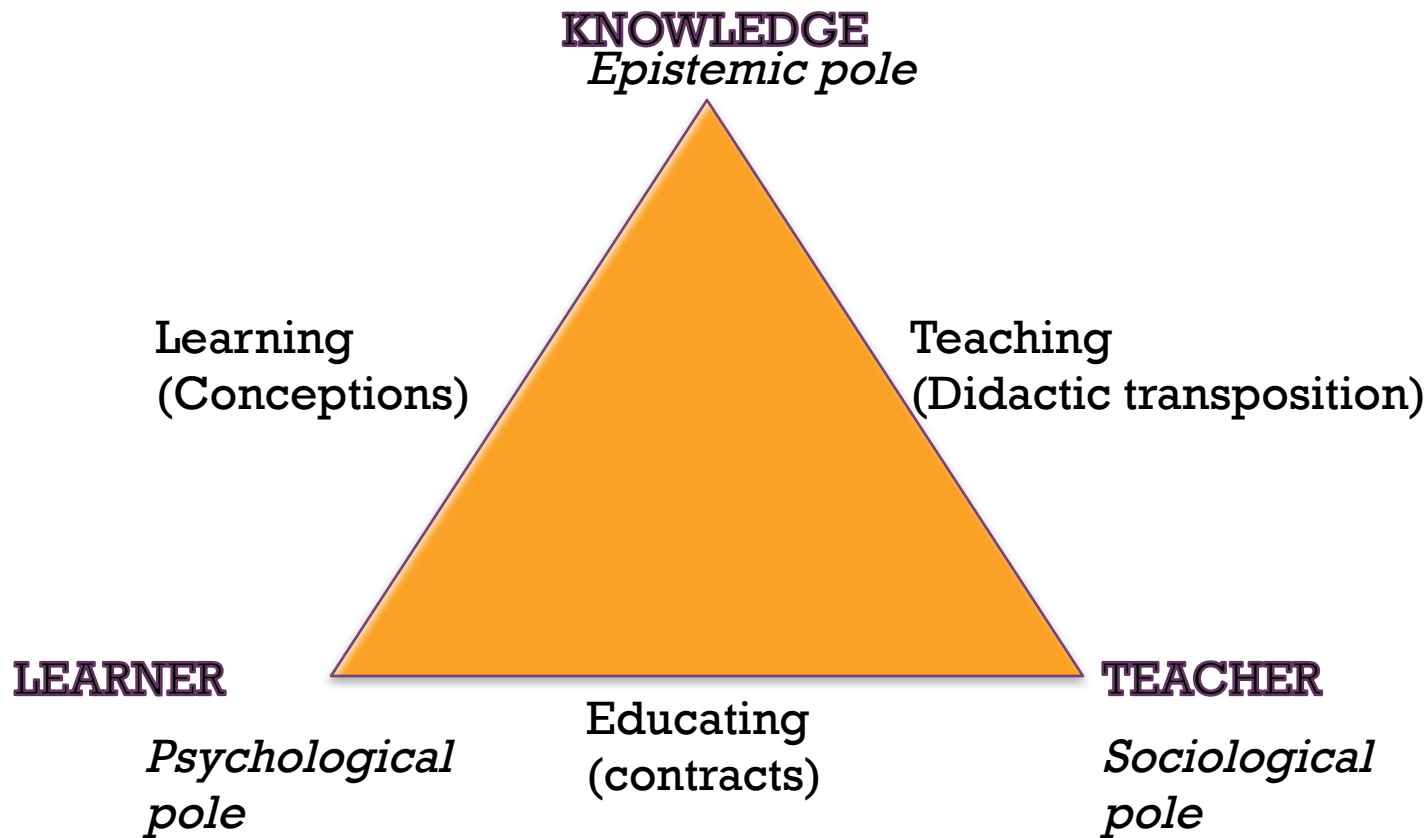 KNOWLEDGE
Epistemic pole
Learning
(Conceptions)
Teaching
(Didactic transposition)
LEARNER
TEACHER
Educating
(contracts)
Psychological
pole
Sociological
pole